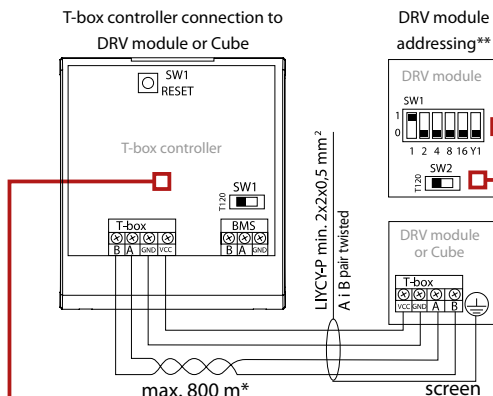 T-box controller connection to
DRV module or Cube
SW1
RESET
T-box controller
SW1
T120
T-box
BMS
B A GND VCC
B A GND
max. 800 m*
LIYCY-P min. 2x2x0,5 mm²
A i B pair twisted
DRV module
addressing**
DRV module
SW1
1
0
1 2 4 8 16 Y1
SW2
T120
DRV module
or Cube
T-box
VCC GND A B
screen